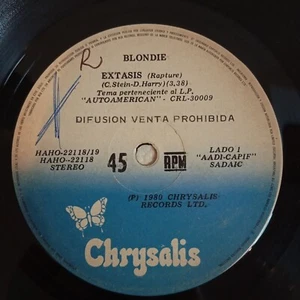 R
BLONDIE
EXTASIS (Rapture)
(C.Stein-D.Harry)(3.38)
Tema perteneciente al L.P.
"AUTOAMERICAN" - CRL-30009
DIFUSION VENTA PROHIBIDA
HAHO-22118/19
HAHO-22118
STEREO
45 RPM
LADO 1
"AADI-CAPIF"
SADAIC
(P) 1980 CHRYSALIS
RECORDS LTD.
Chrysalis